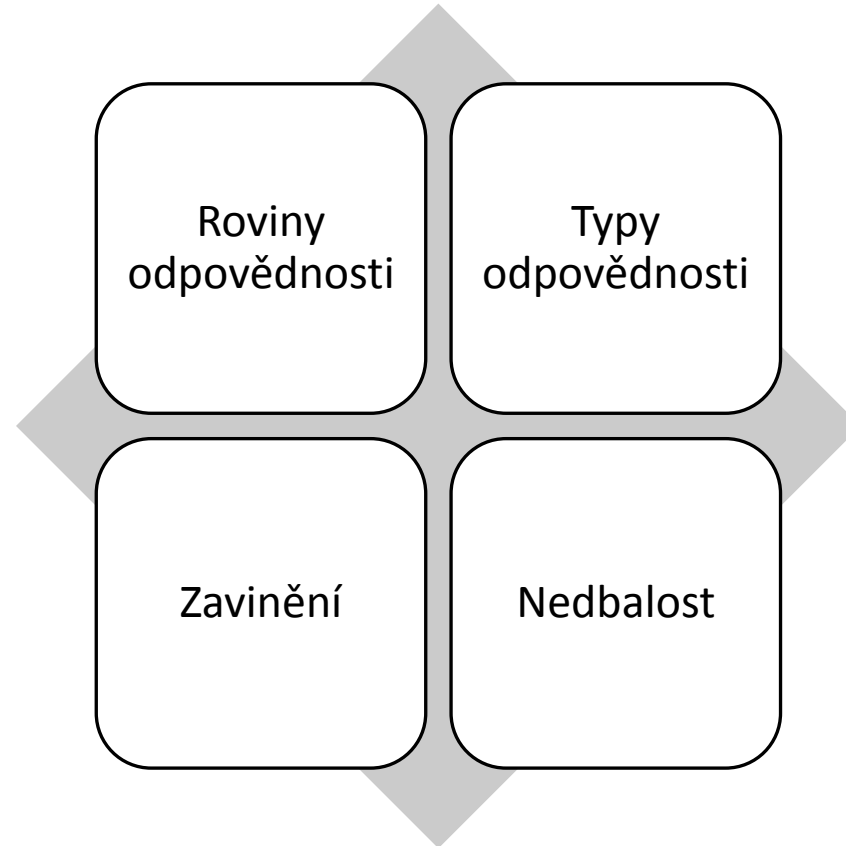 Roviny
odpovědnosti
Typy
odpovědnosti
Zavinění
Nedbalost